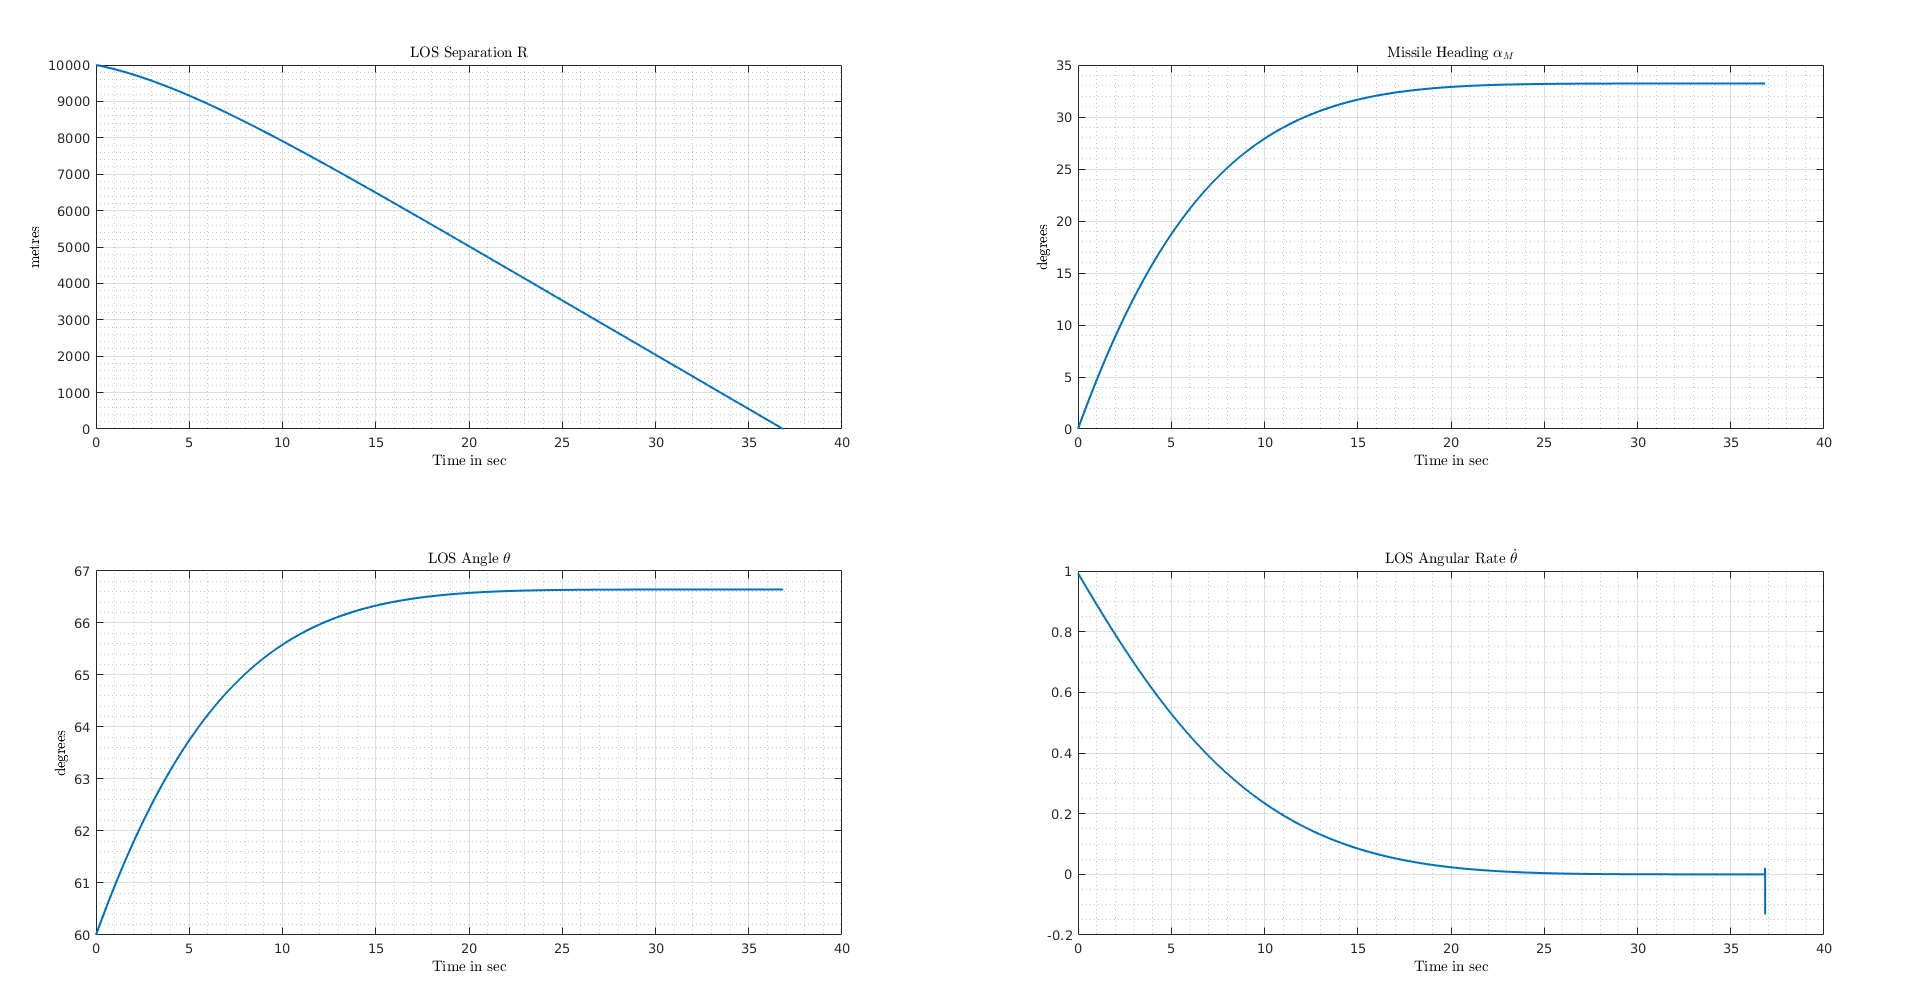 LOS Separation R
10000
9000
8000
7000
6000
5000
4000
3000
2000
1000
0
metres
0 5 10 15 20 25 30 35 40
Time in sec
Missile Heading α_M
35
30
25
20
15
10
5
0
degrees
0 5 10 15 20 25 30 35 40
Time in sec
LOS Angle θ
67
66
65
64
63
62
61
60
degrees
0 5 10 15 20 25 30 35 40
Time in sec
LOS Angular Rate θ̇
1
0.8
0.6
0.4
0.2
0
-0.2
0 5 10 15 20 25 30 35 40
Time in sec